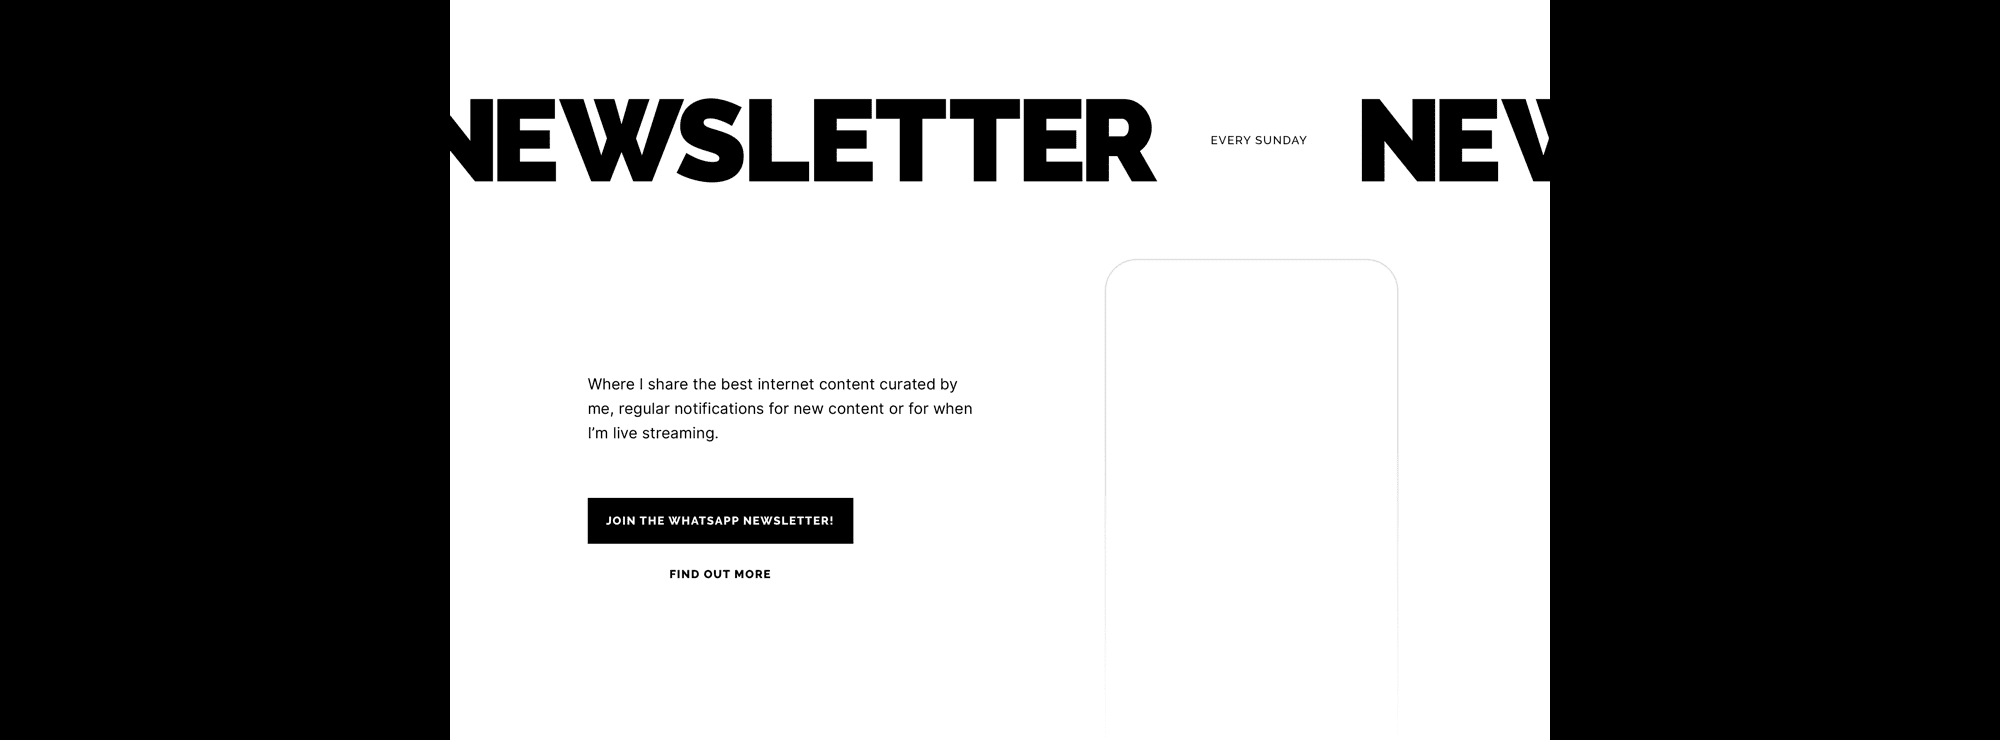 NEWSLETTER EVERY SUNDAY NEW
Where I share the best internet content curated by
me, regular notifications for new content or for when
I’m live streaming.
JOIN THE WHATSAPP NEWSLETTER!
FIND OUT MORE